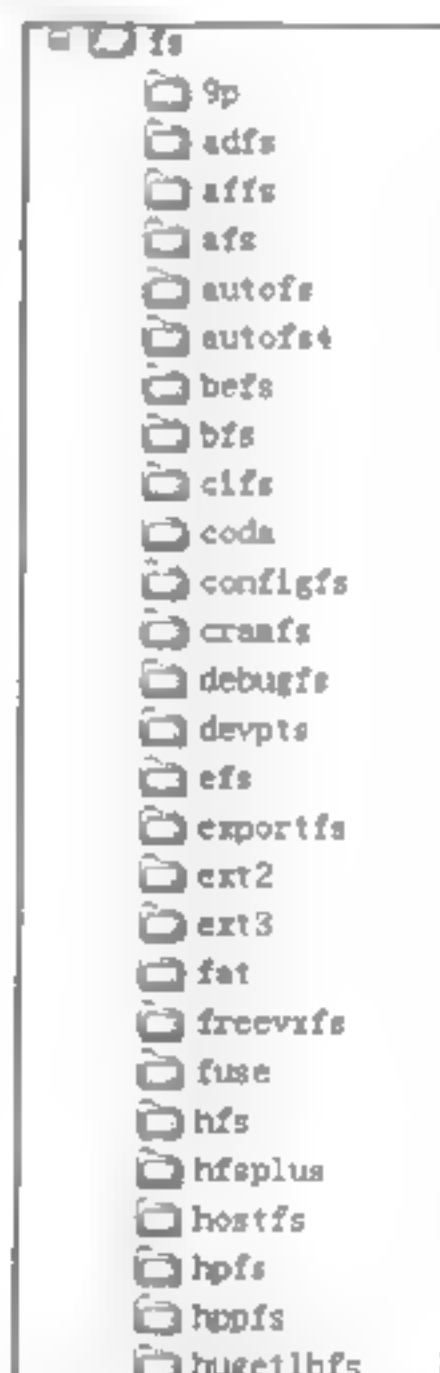 fs
9p
adfs
affs
afs
autofs
autofs4
befs
bfs
cifs
coda
configfs
cramfs
debugfs
devpts
efs
exportfs
ext2
ext3
fat
freevxfs
fuse
hfs
hfsplus
hostfs
hpfs
hppfs
hugetlbfs